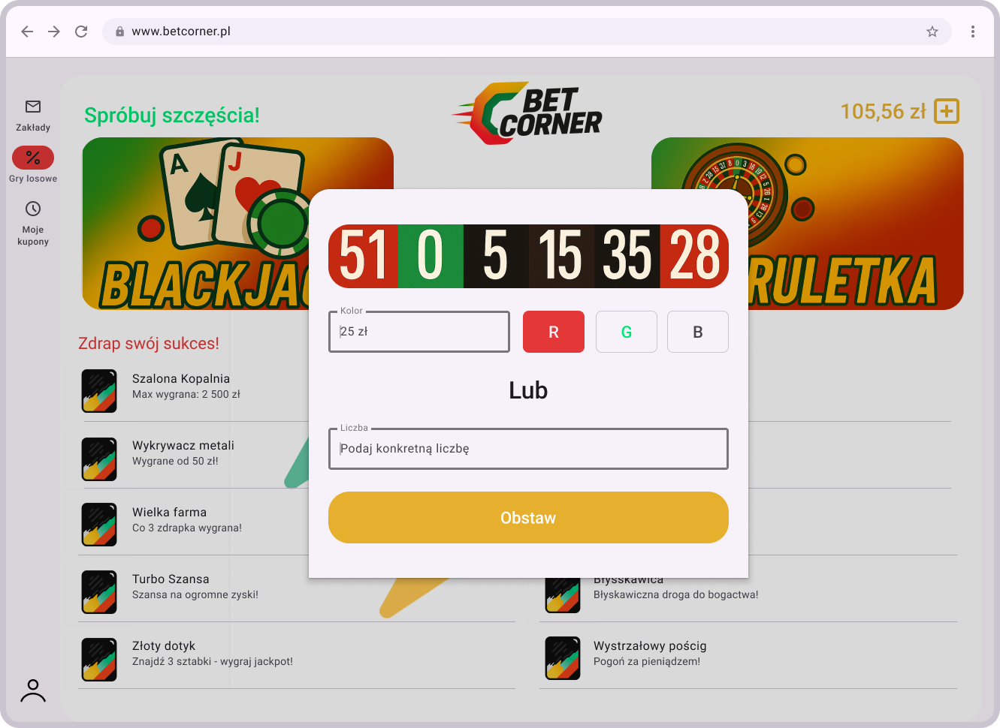 www.betcorner.pl
Zakłady
Gry losowe
Moje
kupony
Spróbuj szczęścia!
BET
CORNER
105,56 zł
A
J
BLACKJAC
RULETKA
51 0 5 15 35 28
Kolor
25 zł
R
G
B
Lub
Liczba
Podaj konkretną liczbę
Obstaw
Zdrap swój sukces!
Szalona Kopalnia
Max wygrana: 2 500 zł
Wykrywacz metali
Wygrane od 50 zł!
Wielka farma
Co 3 zdrapka wygrana!
Turbo Szansa
Szansa na ogromne zyski!
Złoty dotyk
Znajdź 3 sztabki - wygraj jackpot!
Błysskawica
Błyskawiczna droga do bogactwa!
Wystrzałowy pościg
Pogoń za pieniądzem!